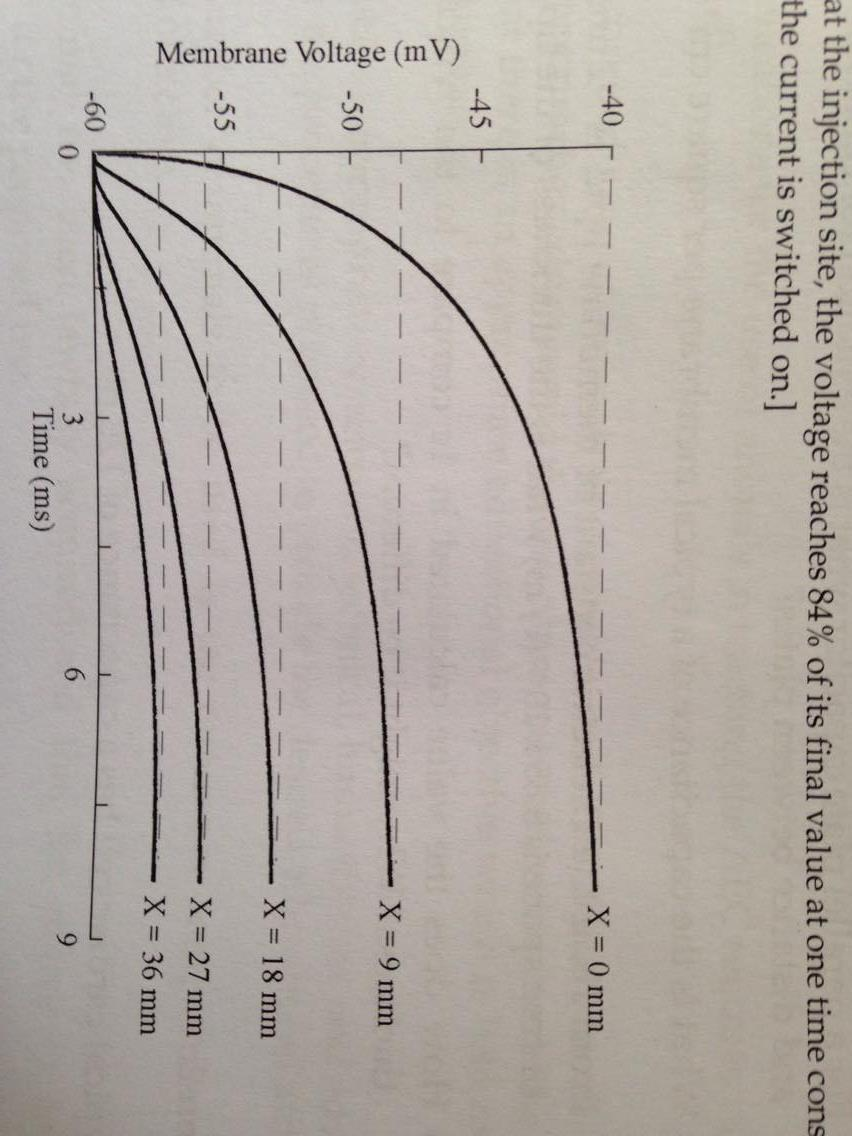 at the injection site, the voltage reaches 84% of its final value at one time cons
the current is switched on.]
Membrane Voltage (mV)
-40
-45
-50
-55
-60
X = 0 mm
X = 9 mm
X = 18 mm
X = 27 mm
X = 36 mm
0 3 6 9
Time (ms)